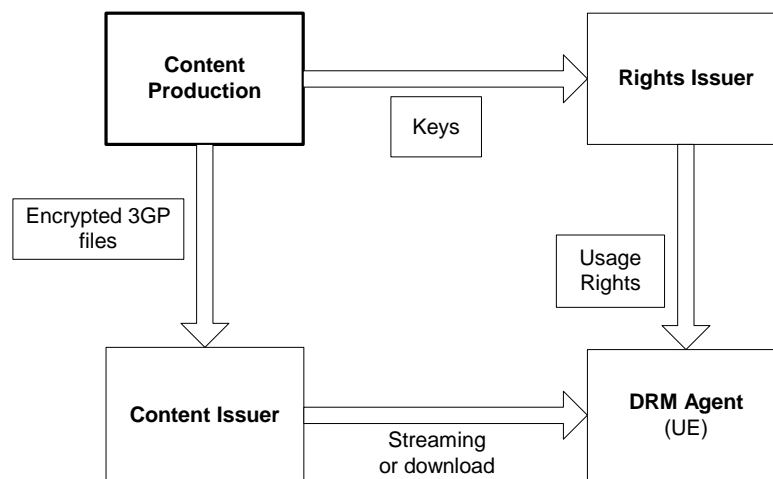 Content
Production
Rights Issuer
Keys
Encrypted 3GP
files
Usage
Rights
Content Issuer
DRM Agent
(UE)
Streaming
or download